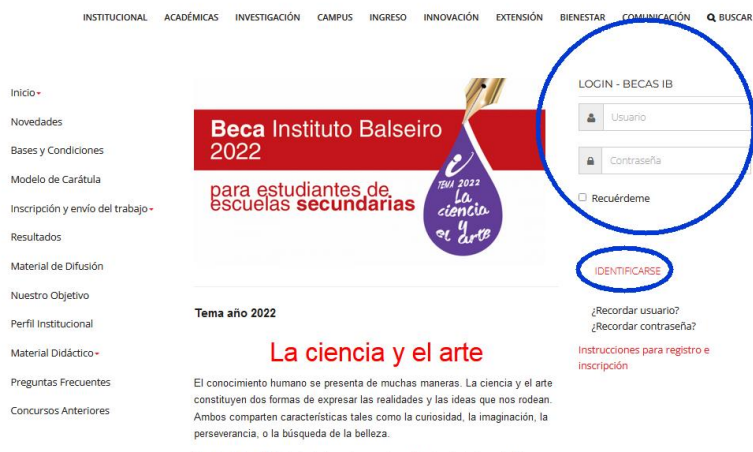 INSTITUCIONAL ACADÉMICAS INVESTIGACIÓN CAMPUS INGRESO INNOVACIÓN EXTENSIÓN BIENESTAR COMUNICACIÓN BUSCAR
Inicio
Novedades
Bases y Condiciones
Modelo de Carátula
Inscripción y envío del trabajo
Resultados
Material de Difusión
Nuestro Objetivo
Perfil Institucional
Material Didáctico
Preguntas Frecuentes
Concursos Anteriores
Beca Instituto Balseiro
2022
para estudiantes de
escuelas secundarias
TEMA 2022
La
ciencia
y
el arte
Tema año 2022
La ciencia y el arte
El conocimiento humano se presenta de muchas maneras. La ciencia y el arte
constituyen dos formas de expresar las realidades y las ideas que nos rodean.
Ambos comparten características tales como la curiosidad, la imaginación, la
perseverancia, o la búsqueda de la belleza.
LOGIN - BECAS IB
Usuario
Contraseña
Recuérdeme
IDENTIFICARSE
¿Recordar usuario?
¿Recordar contraseña?
Instrucciones para registro e
inscripción